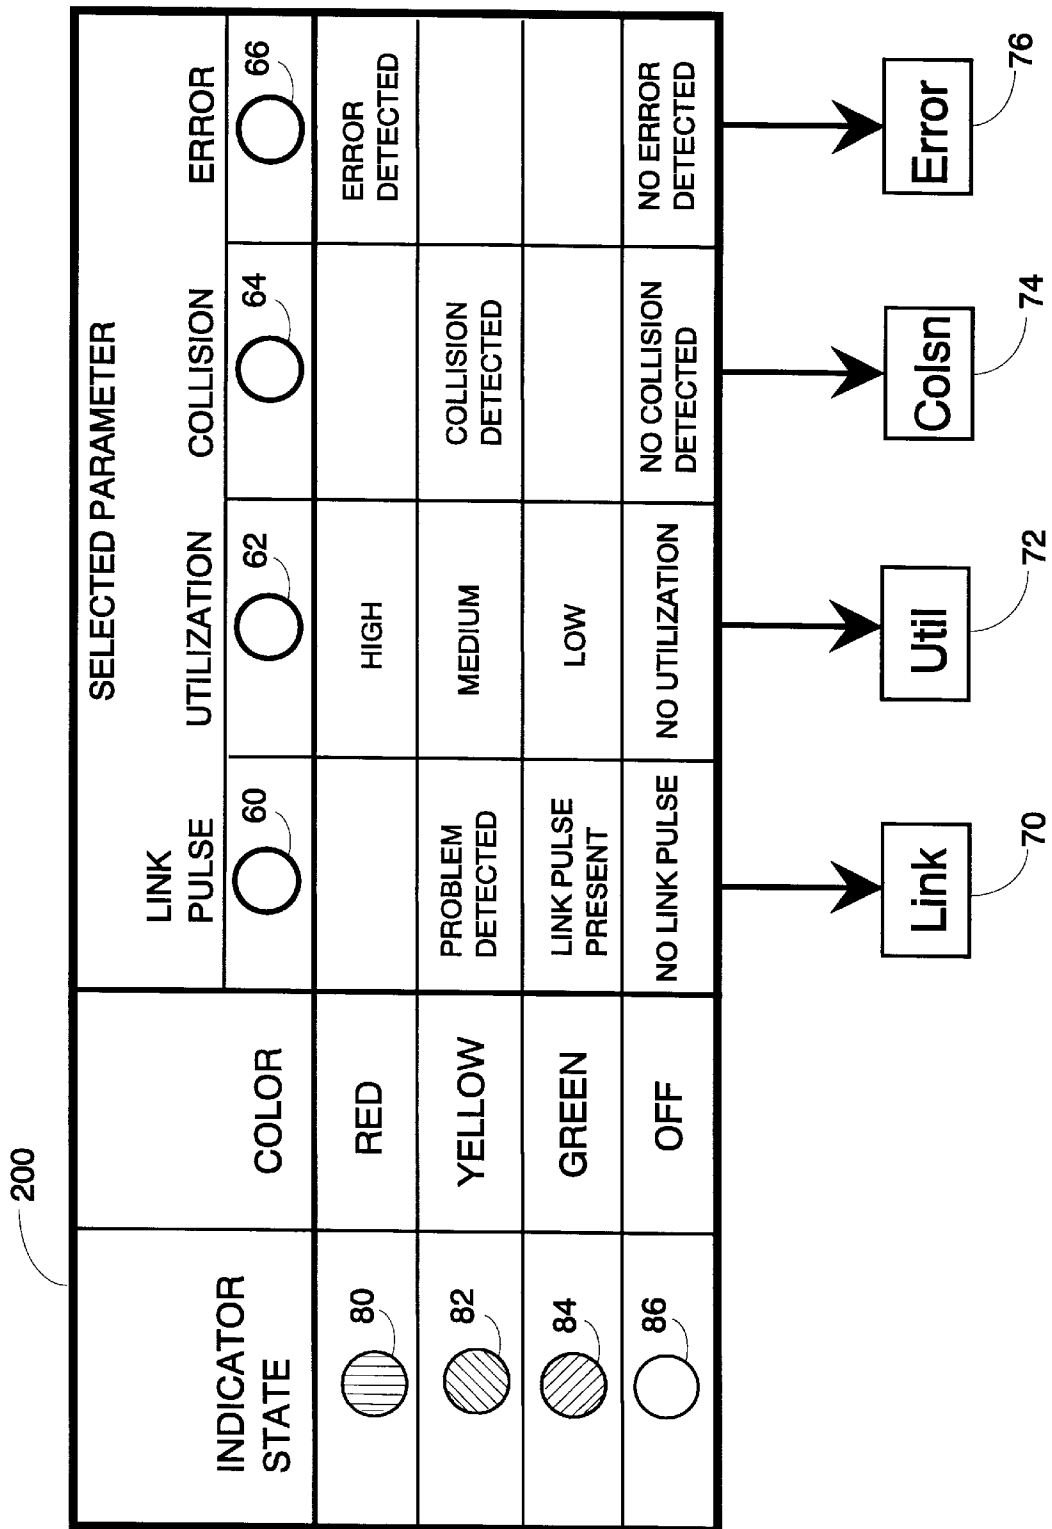 200
SELECTED PARAMETER
INDICATOR
STATE
COLOR
LINK
PULSE
UTILIZATION
COLLISION
ERROR
60
62
64
66
80
RED
HIGH
ERROR
DETECTED
82
YELLOW
PROBLEM
DETECTED
MEDIUM
COLLISION
DETECTED
84
GREEN
LINK PULSE
PRESENT
LOW
86
OFF
NO LINK PULSE
NO UTILIZATION
NO COLLISION
DETECTED
NO ERROR
DETECTED
Link
Util
Colsn
Error
70
72
74
76